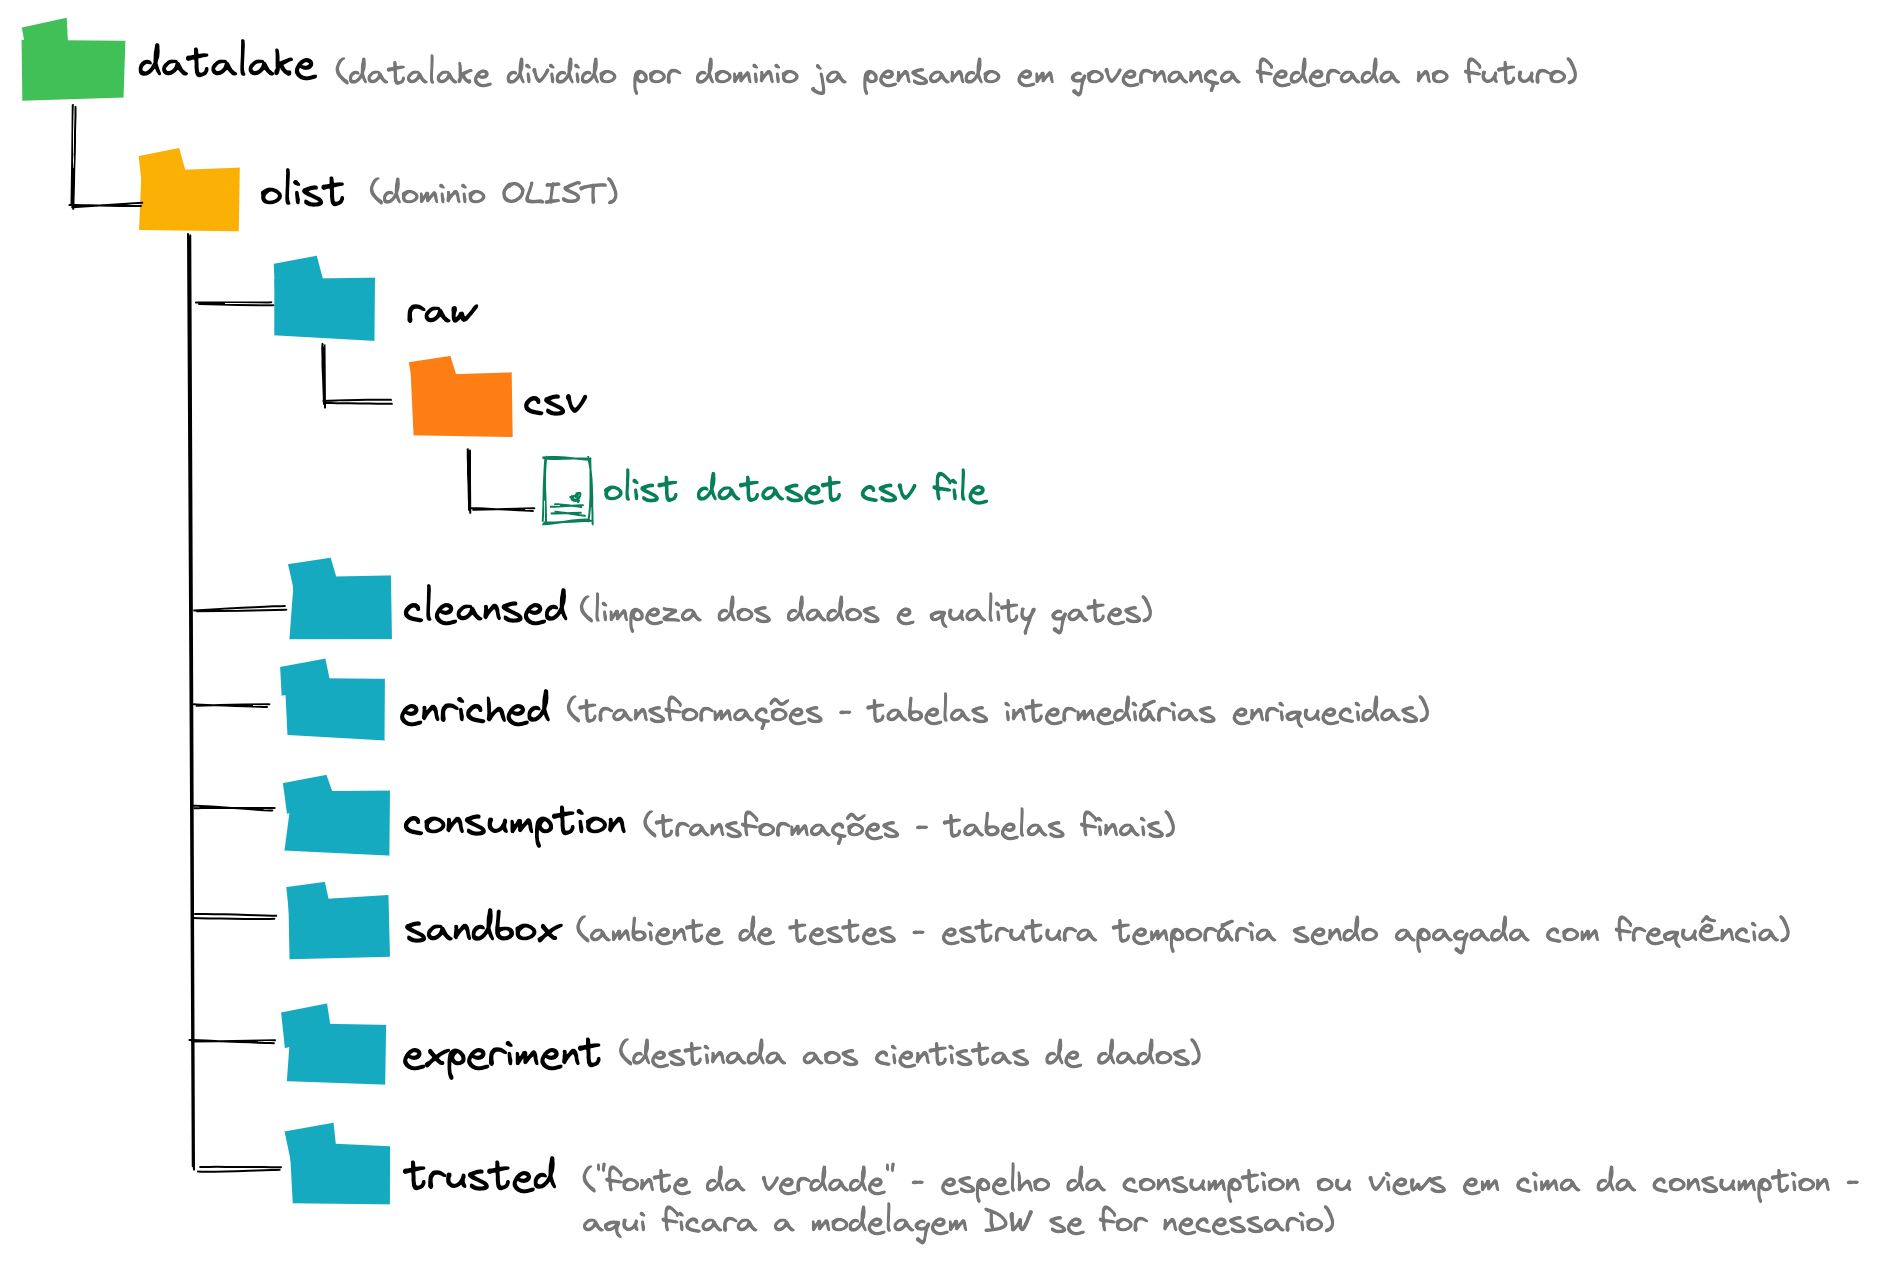 datalake (datalake dividido por dominio ja pensando em governança federada no futuro)
olist (dominio OLIST)
raw
csv
olist dataset csv file
cleansed (limpeza dos dados e quality gates)
enriched (transformações - tabelas intermediárias enriquecidas)
consumption (transformações - tabelas finais)
sandbox (ambiente de testes - estrutura temporária sendo apagada com frequência)
experiment (destinada aos cientistas de dados)
trusted ("fonte da verdade" - espelho da consumption ou views em cima da consumption -
aqui ficara a modelagem DW se for necessario)